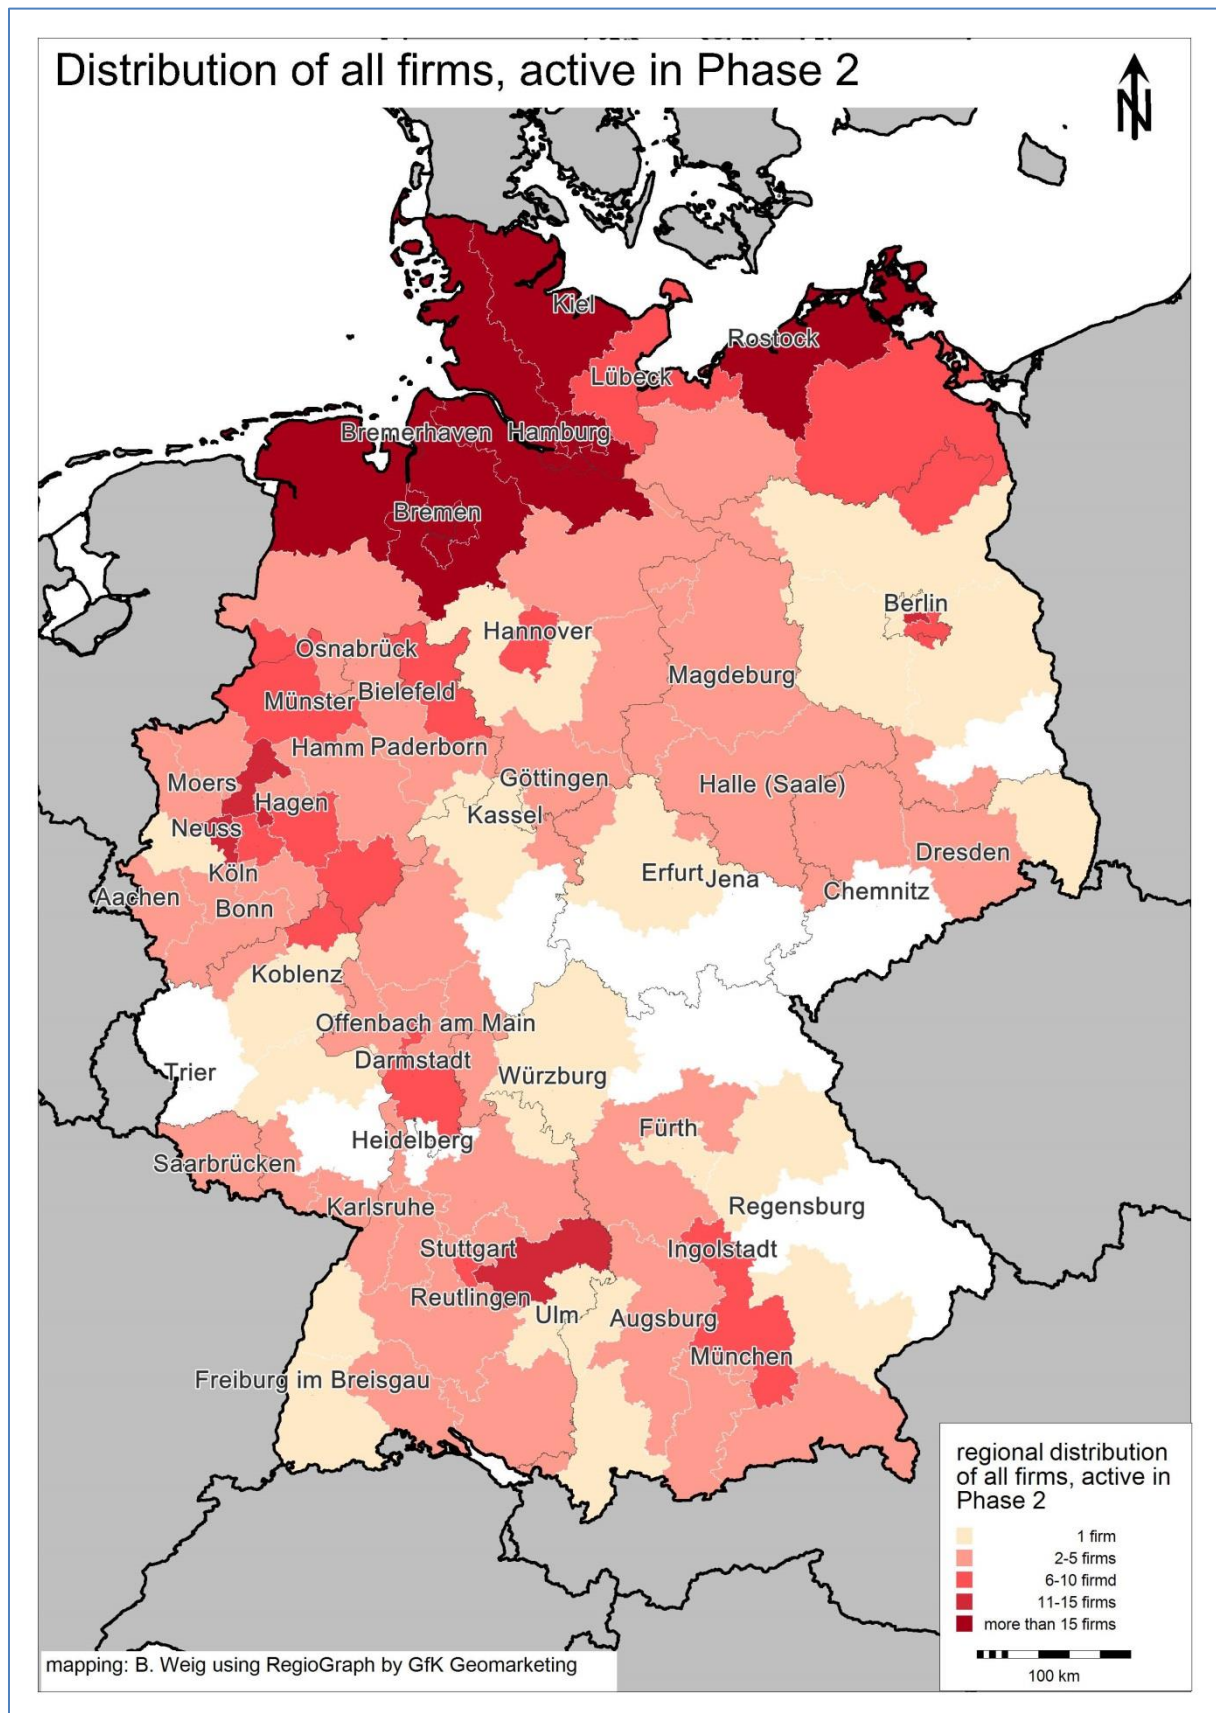 Distribution of all firms, active in Phase 2
N
Kiel
Rostock
Lübeck
Bremerhaven
Hamburg
Bremen
Berlin
Hannover
Osnabrück
Magdeburg
Münster
Bielefeld
Hamm
Paderborn
Moers
Göttingen
Halle (Saale)
Hagen
Kassel
Neuss
Dresden
Köln
Erfurt
Jena
Chemnitz
Aachen
Bonn
Koblenz
Offenbach am Main
Trier
Darmstadt
Würzburg
Fürth
Heidelberg
Saarbrücken
Karlsruhe
Regensburg
Stuttgart
Ingolstadt
Reutlingen
Ulm
Augsburg
München
Freiburg im Breisgau
regional distribution
of all firms, active in
Phase 2
1 firm
2-5 firms
6-10 firmd
11-15 firms
more than 15 firms
100 km
mapping: B. Weig using RegioGraph by GfK Geomarketing